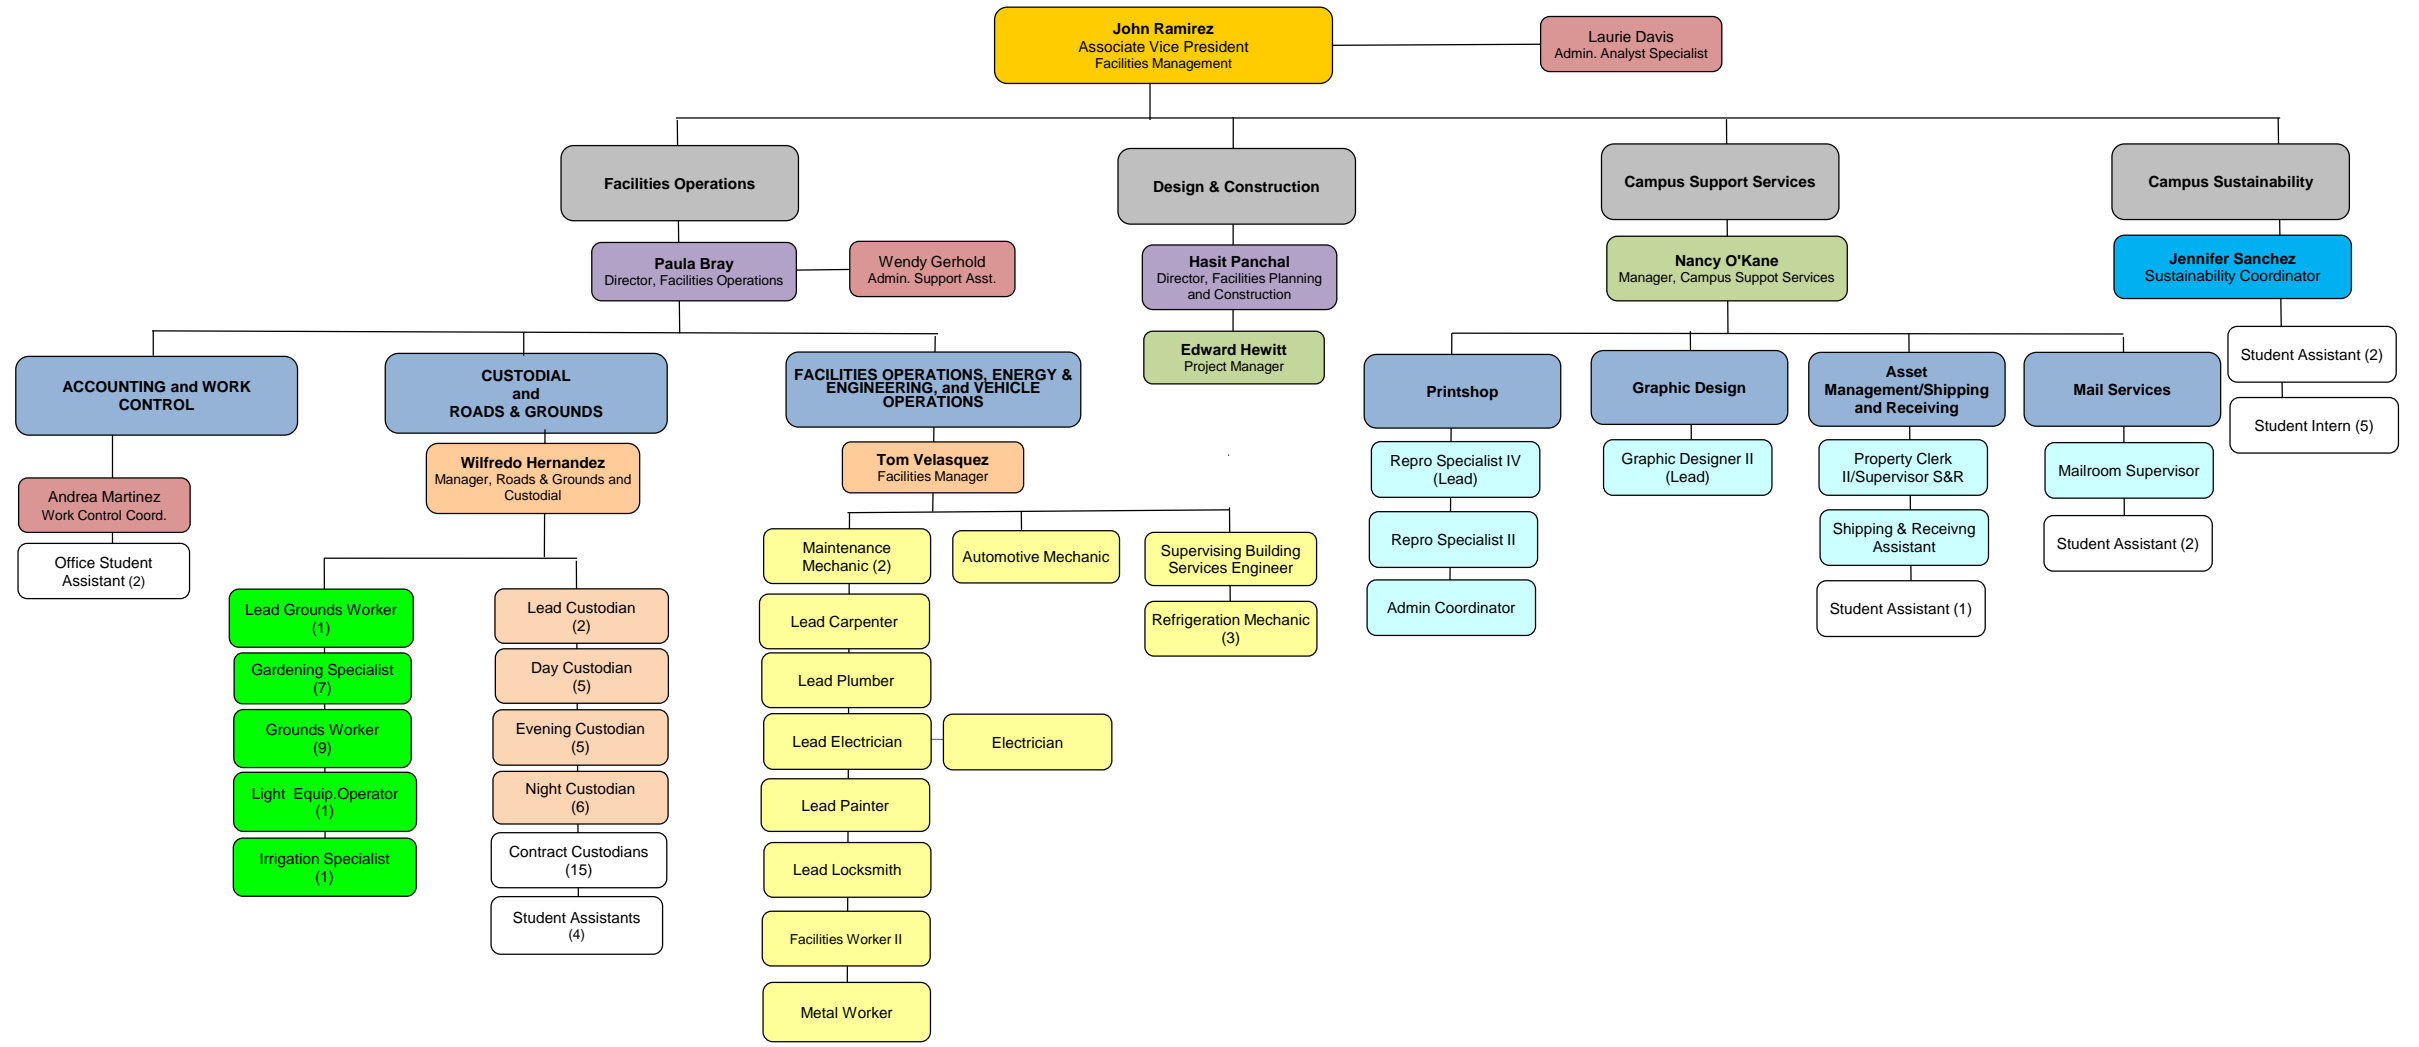 John Ramirez
Associate Vice President
Facilities Management
Laurie Davis
Admin. Analyst Specialist
Facilities Operations
Design & Construction
Campus Support Services
Campus Sustainability
Paula Bray
Director, Facilities Operations
Wendy Gerhold
Admin. Support Asst.
Hasit Panchal
Director, Facilities Planning
and Construction
Nancy O'Kane
Manager, Campus Suppot Services
Jennifer Sanchez
Sustainability Coordinator
Edward Hewitt
Project Manager
Student Assistant (2)
Student Intern (5)
ACCOUNTING and WORK
CONTROL
CUSTODIAL
and
ROADS & GROUNDS
FACILITIES OPERATIONS, ENERGY &
ENGINEERING, and VEHICLE
OPERATIONS
Printshop
Graphic Design
Asset
Management/Shipping
and Receiving
Mail Services
Andrea Martinez
Work Control Coord.
Office Student
Assistant (2)
Wilfredo Hernandez
Manager, Roads & Grounds and
Custodial
Tom Velasquez
Facilities Manager
Lead Grounds Worker
(1)
Gardening Specialist
(7)
Grounds Worker
(9)
Light  Equip.Operator
(1)
Irrigation Specialist
(1)
Lead Custodian
(2)
Day Custodian
(5)
Evening Custodian
(5)
Night Custodian
(6)
Contract Custodians
(15)
Student Assistants
(4)
Maintenance
Mechanic (2)
Lead Carpenter
Lead Plumber
Lead Electrician
Electrician
Lead Painter
Lead Locksmith
Facilities Worker II
Metal Worker
Automotive Mechanic
Supervising Building
Services Engineer
Refrigeration Mechanic
(3)
Repro Specialist IV
(Lead)
Repro Specialist II
Admin Coordinator
Graphic Designer II
(Lead)
Property Clerk
II/Supervisor S&R
Shipping & Receivng
Assistant
Student Assistant (1)
Mailroom Supervisor
Student Assistant (2)